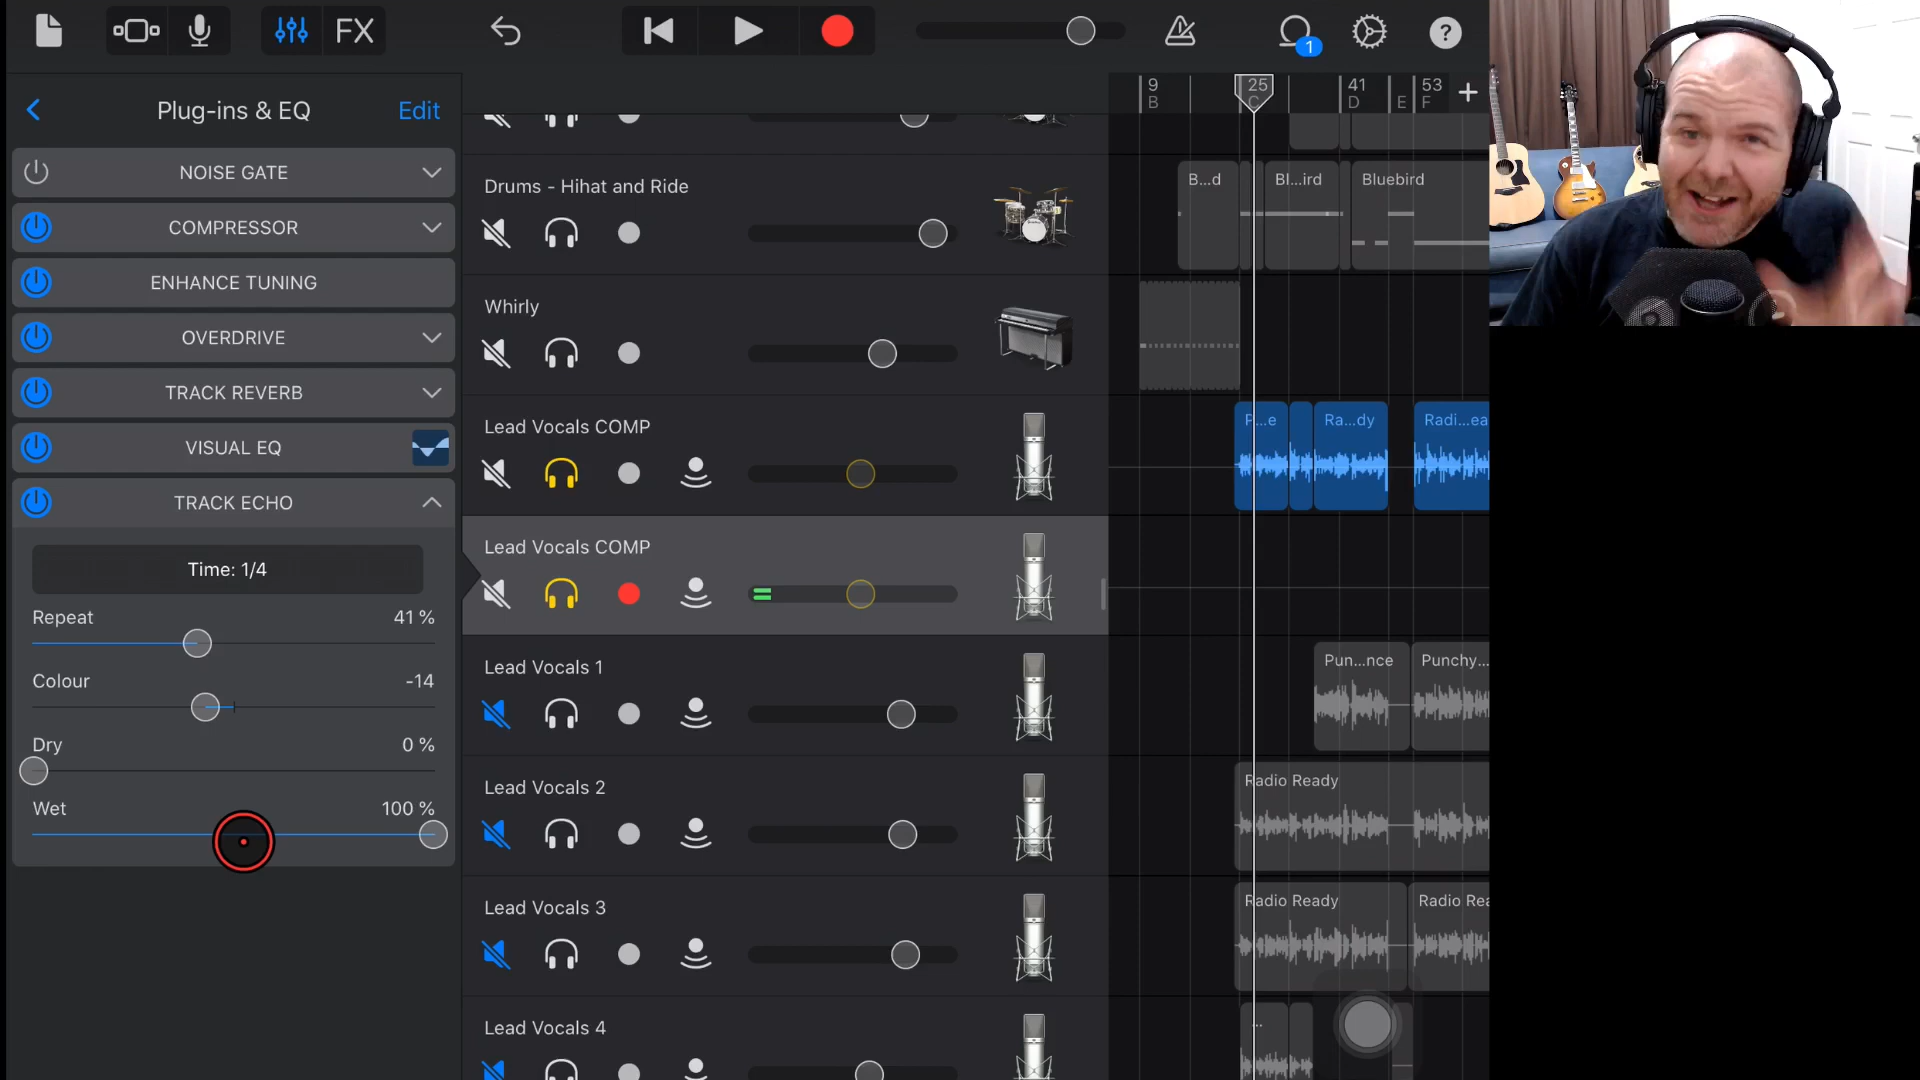 FX
1
?
Plug-ins & EQ
Edit
NOISE GATE
COMPRESSOR
ENHANCE TUNING
OVERDRIVE
TRACK REVERB
VISUAL EQ
TRACK ECHO
Time: 1/4
Repeat
41 %
Colour
-14
Dry
0 %
Wet
100 %
9
B
25
C
41
D
E
53
F
+
Drums - Hihat and Ride
B...d
Bl...ird
Bluebird
Whirly
Lead Vocals COMP
P...e
Ra...dy
Radi...ea
Lead Vocals COMP
Lead Vocals 1
Pun...nce
Punchy...
Lead Vocals 2
Radio Ready
Lead Vocals 3
Radio Ready
Radio Rea
Lead Vocals 4
...